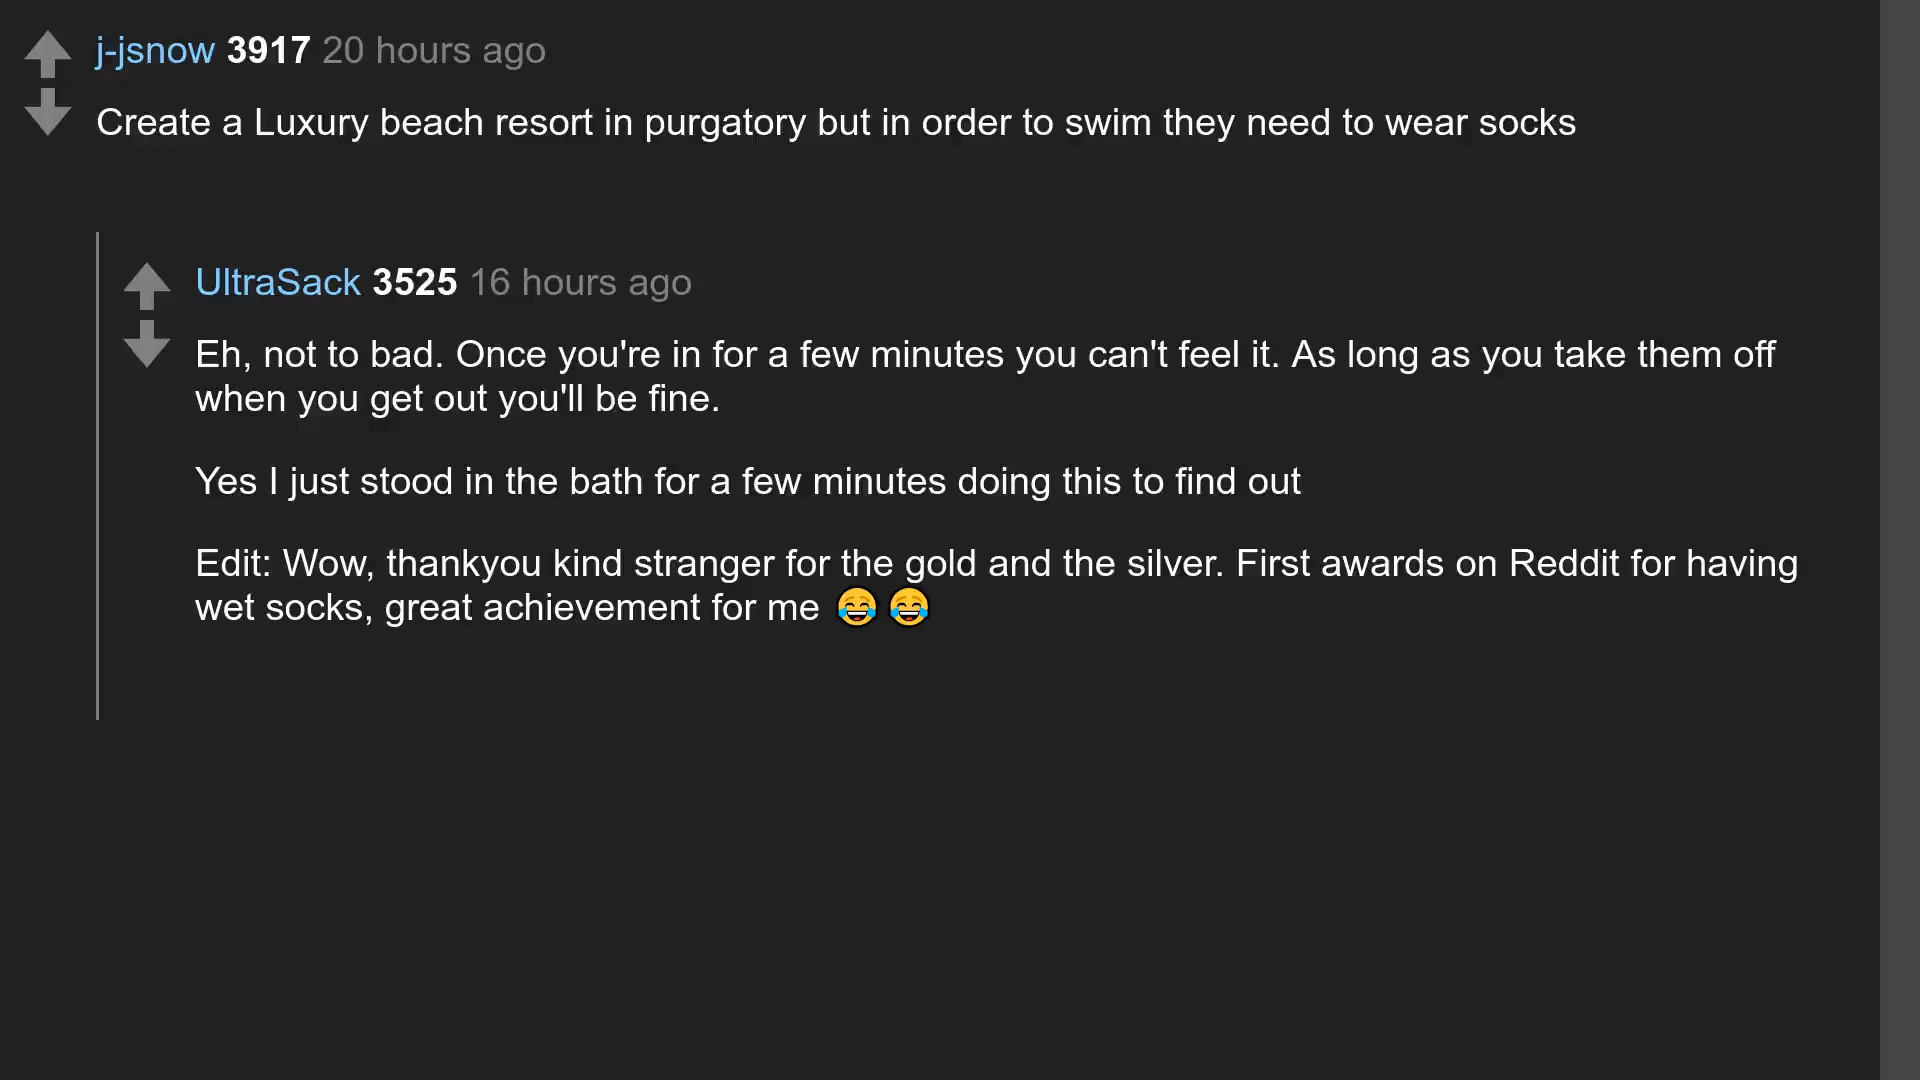 j-jsnow 3917 20 hours ago
Create a Luxury beach resort in purgatory but in order to swim they need to wear socks
UltraSack 3525 16 hours ago
Eh, not to bad. Once you're in for a few minutes you can't feel it. As long as you take them off
when you get out you'll be fine.
Yes I just stood in the bath for a few minutes doing this to find out
Edit: Wow, thankyou kind stranger for the gold and the silver. First awards on Reddit for having
wet socks, great achievement for me 😂😂